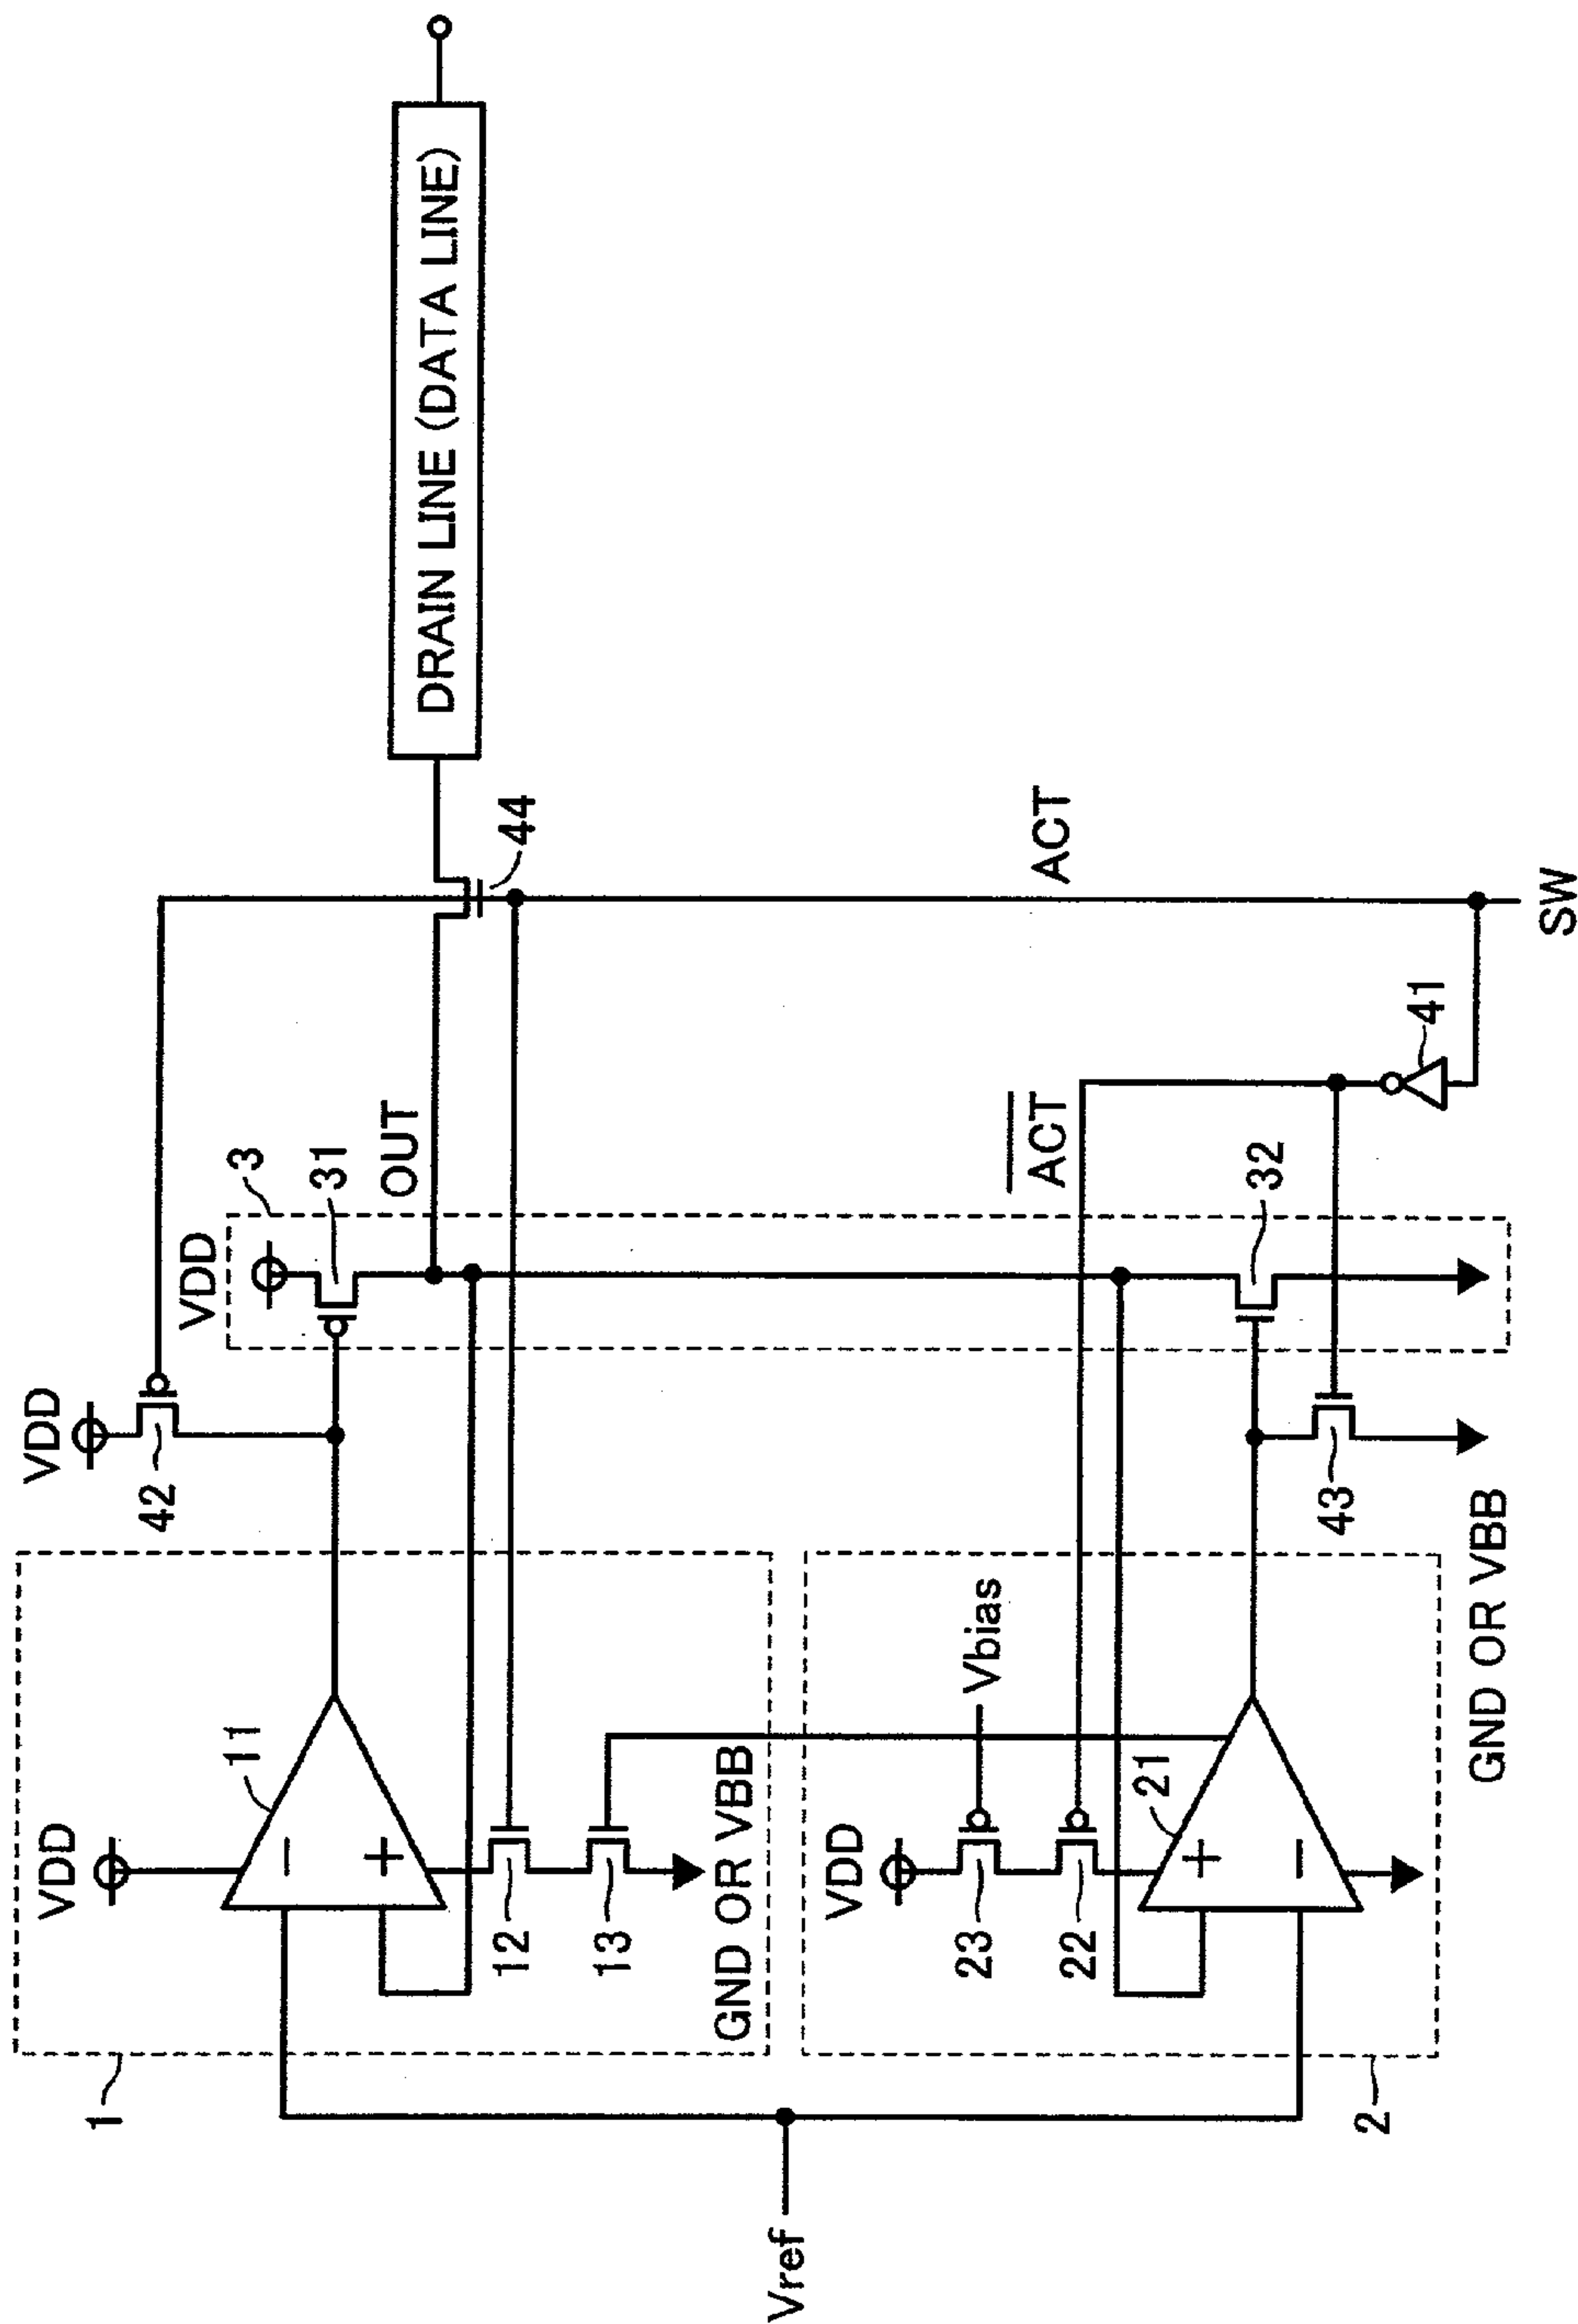 1
VDD
11
−
+
12
13
GND OR VBB
VDD
42
VDD
3
31
OUT
44
DRAIN LINE (DATA LINE)
Vref
2
VDD
Vbias
23
22
21
+
−
ACT
32
43
GND OR VBB
41
ACT
SW